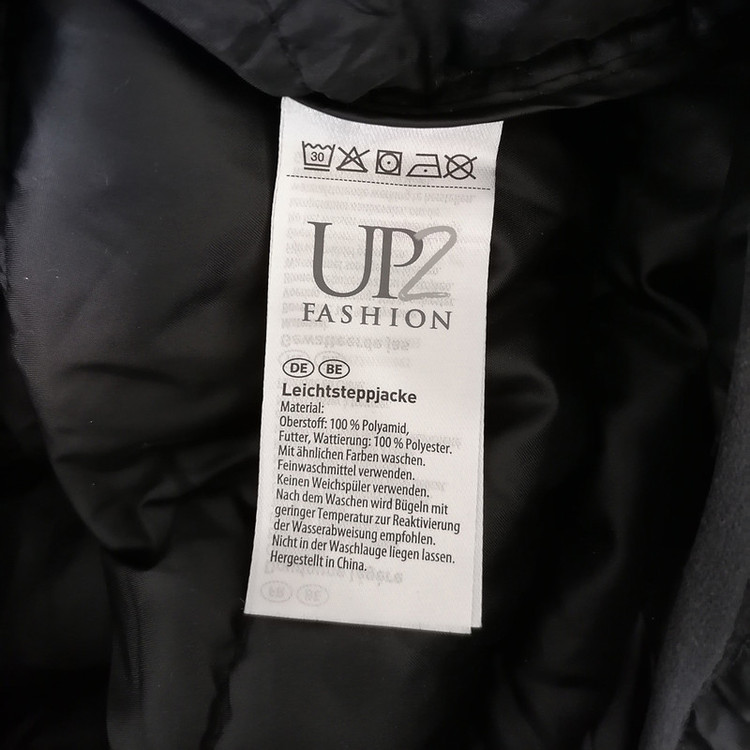 30
UP2
FASHION
DE BE
Leichtsteppjacke
Material:
Oberstoff: 100 % Polyamid,
Futter, Wattierung: 100 % Polyester.
Mit ähnlichen Farben waschen.
Feinwaschmittel verwenden.
Keinen Weichspüler verwenden.
Nach dem Waschen wird Bügeln mit
geringer Temperatur zur Reaktivierung
der Wasserabweisung empfohlen.
Nicht in der Waschlauge liegen lassen.
Hergestellt in China.